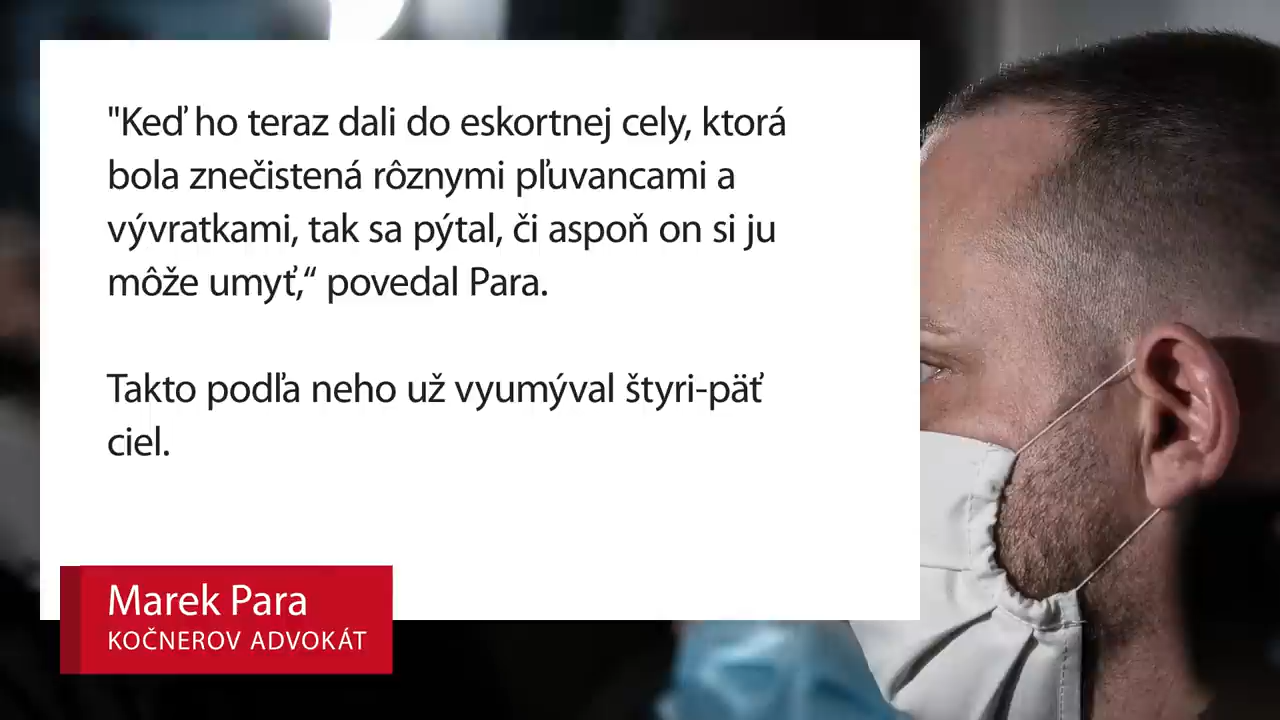 "Keď ho teraz dali do eskortnej cely, ktorá
bola znečistená rôznymi pľuvancami a
vývratkami, tak sa pýtal, či aspoň on si ju
môže umyť,“ povedal Para.
Takto podľa neho už vyumýval štyri-päť
ciel.
Marek Para
KOČNEROV ADVOKÁT